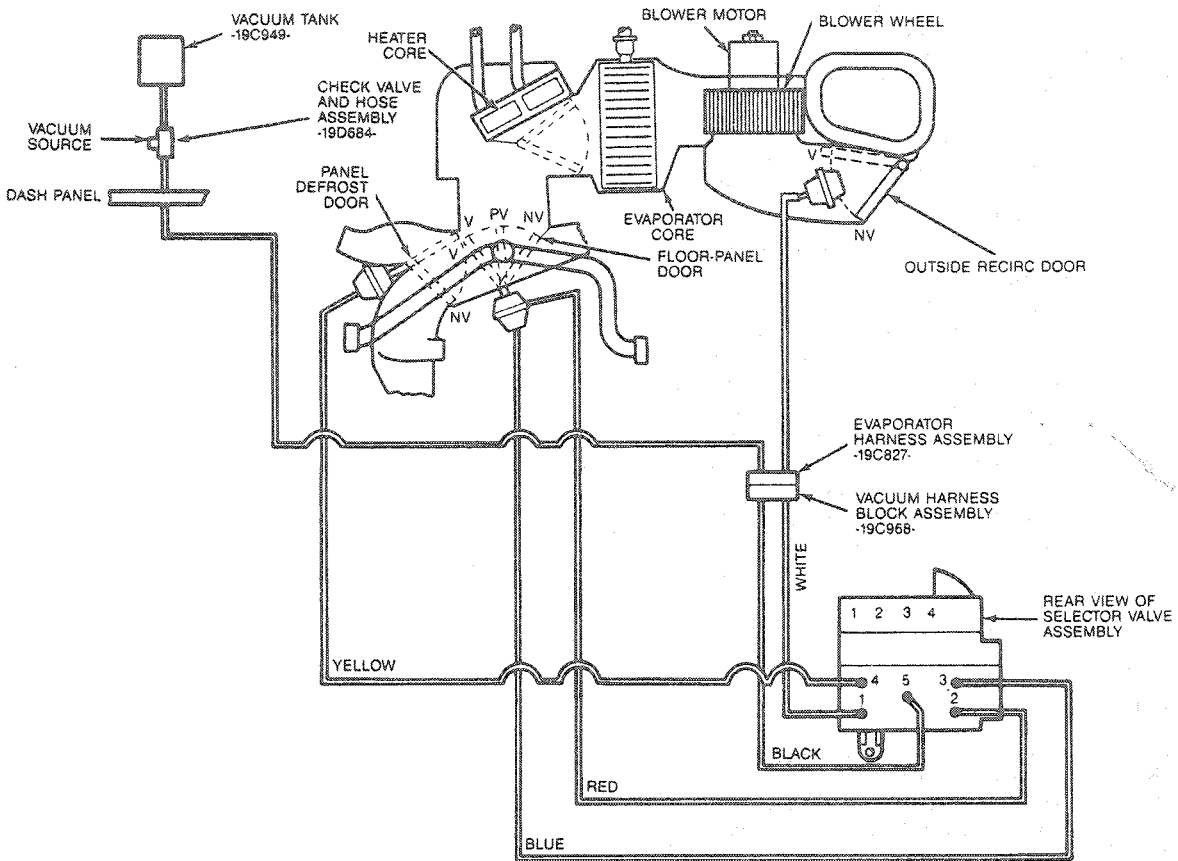 VACUUM TANK
-19C949-
BLOWER MOTOR
BLOWER WHEEL
HEATER
CORE
CHECK VALVE
AND HOSE
ASSEMBLY
-19D684-
VACUUM
SOURCE
DASH PANEL
PANEL
DEFROST
DOOR
V
PV
NV
V
NV
FLOOR-PANEL
DOOR
EVAPORATOR
CORE
V
NV
OUTSIDE RECIRC DOOR
EVAPORATOR
HARNESS ASSEMBLY
-19C827-
VACUUM HARNESS
BLOCK ASSEMBLY
-19C968-
WHITE
REAR VIEW OF
SELECTOR VALVE
ASSEMBLY
1 2 3 4
YELLOW
4 5 3
1 2
BLACK
RED
BLUE